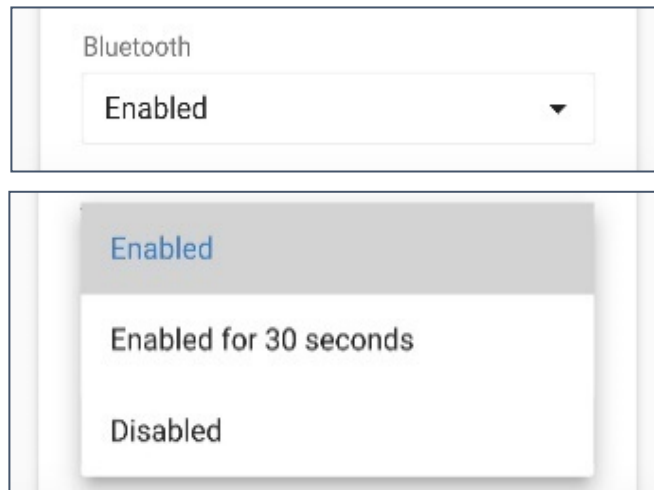 Bluetooth
Enabled
Enabled
Enabled for 30 seconds
Disabled